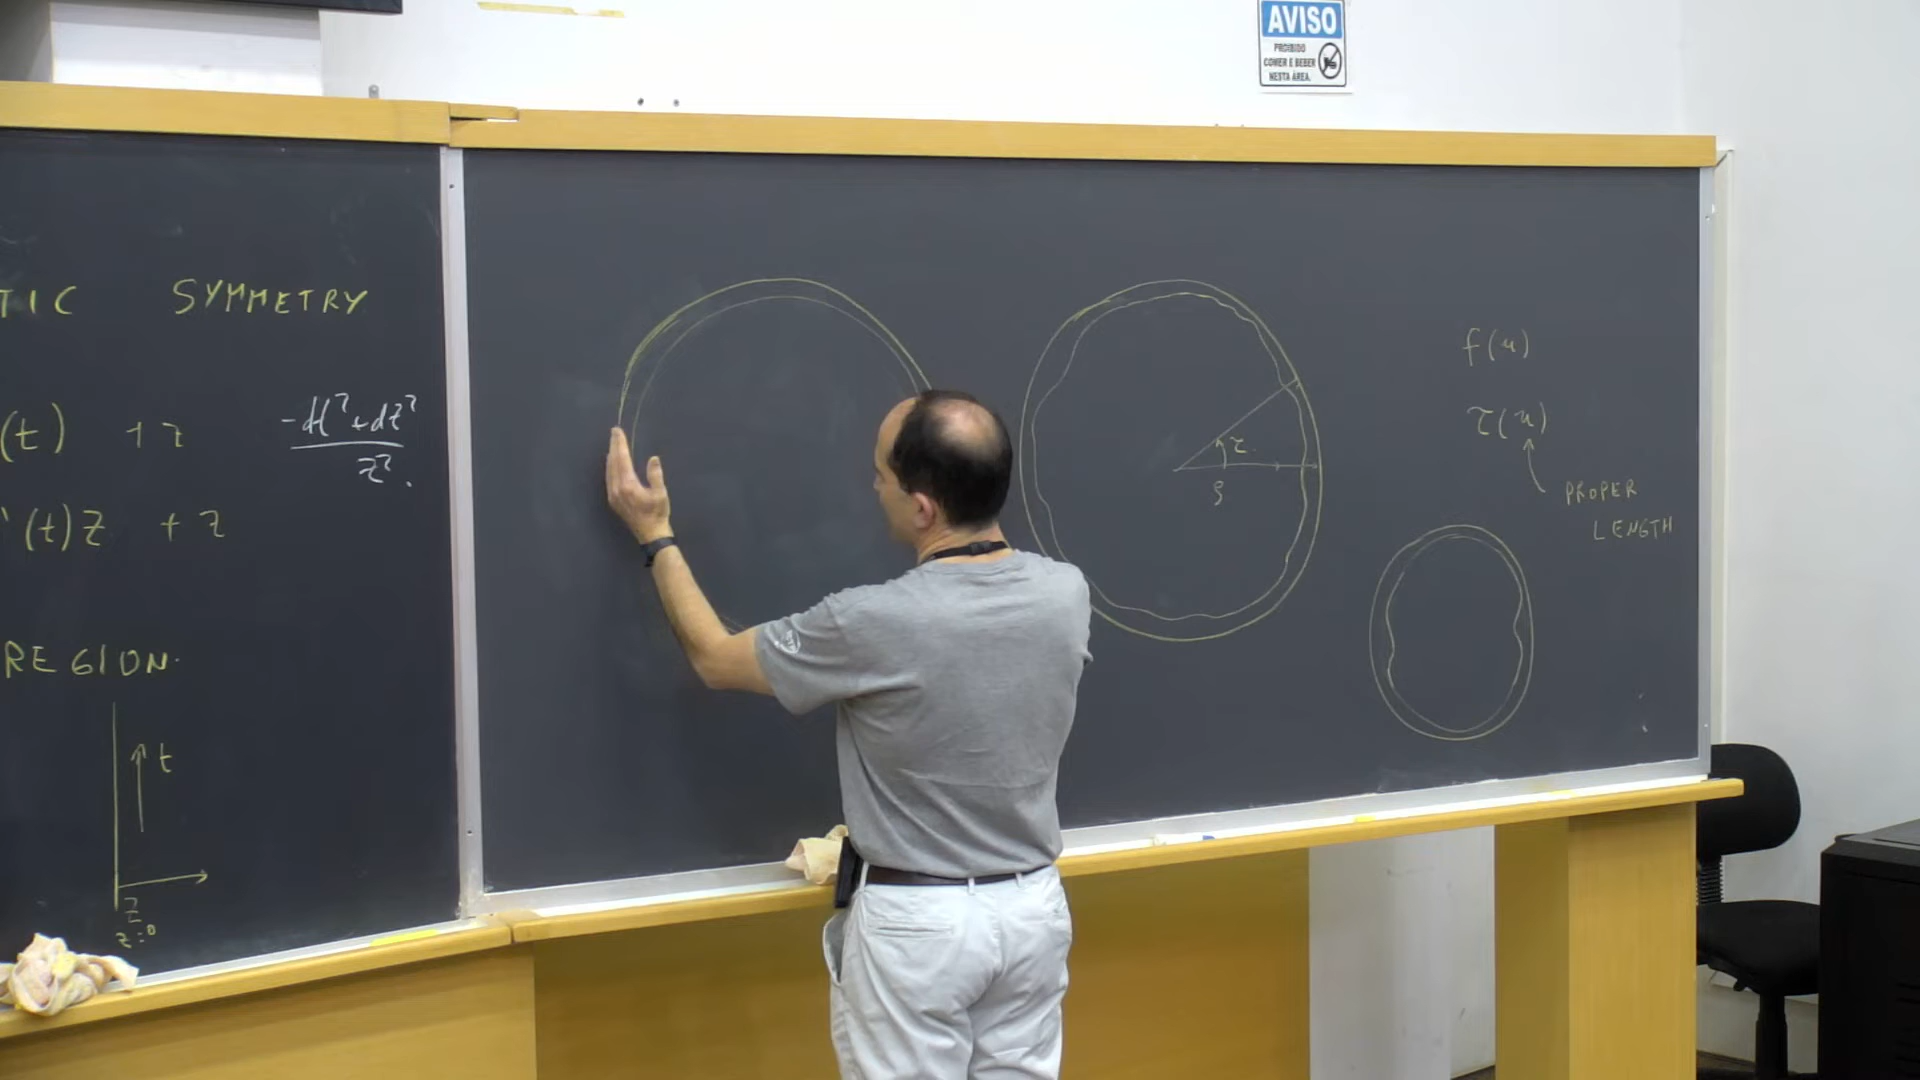 AVISO
PROIBIDO
COMER E BEBER
NESTA ÁREA.
TIC SYMMETRY
(t) + z
-dt² + dz²
z².
'(t)z + z
REGION.
t
z
z=0
τ
ρ
f(u)
τ(u)
PROPER
LENGTH